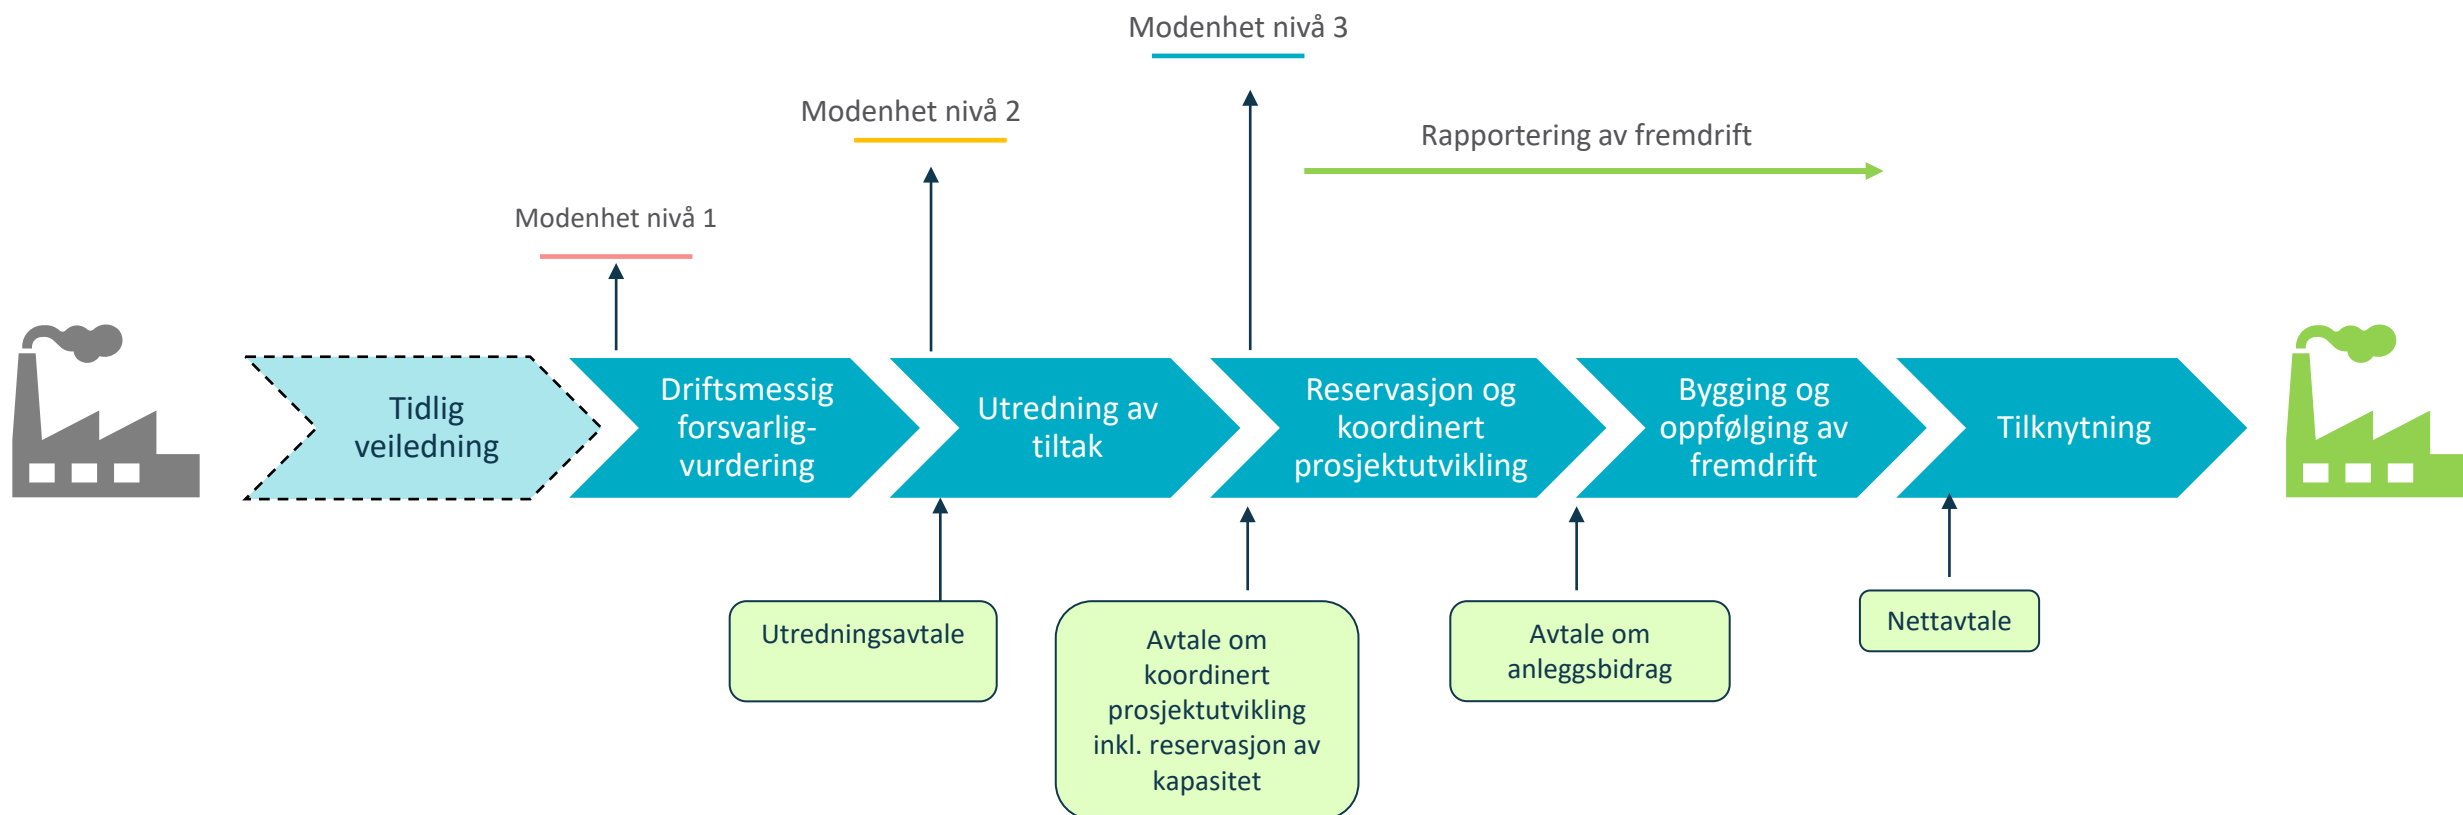 Modenhet nivå 3
Modenhet nivå 2
Rapportering av fremdrift
Modenhet nivå 1
Tidlig
veiledning
Driftsmessig
forsvarlig-
vurdering
Utredning av
tiltak
Reservasjon og
koordinert
prosjektutvikling
Bygging og
oppfølging av
fremdrift
Tilknytning
Utredningsavtale
Avtale om
koordinert
prosjektutvikling
inkl. reservasjon av
kapasitet
Avtale om
anleggsbidrag
Nettavtale